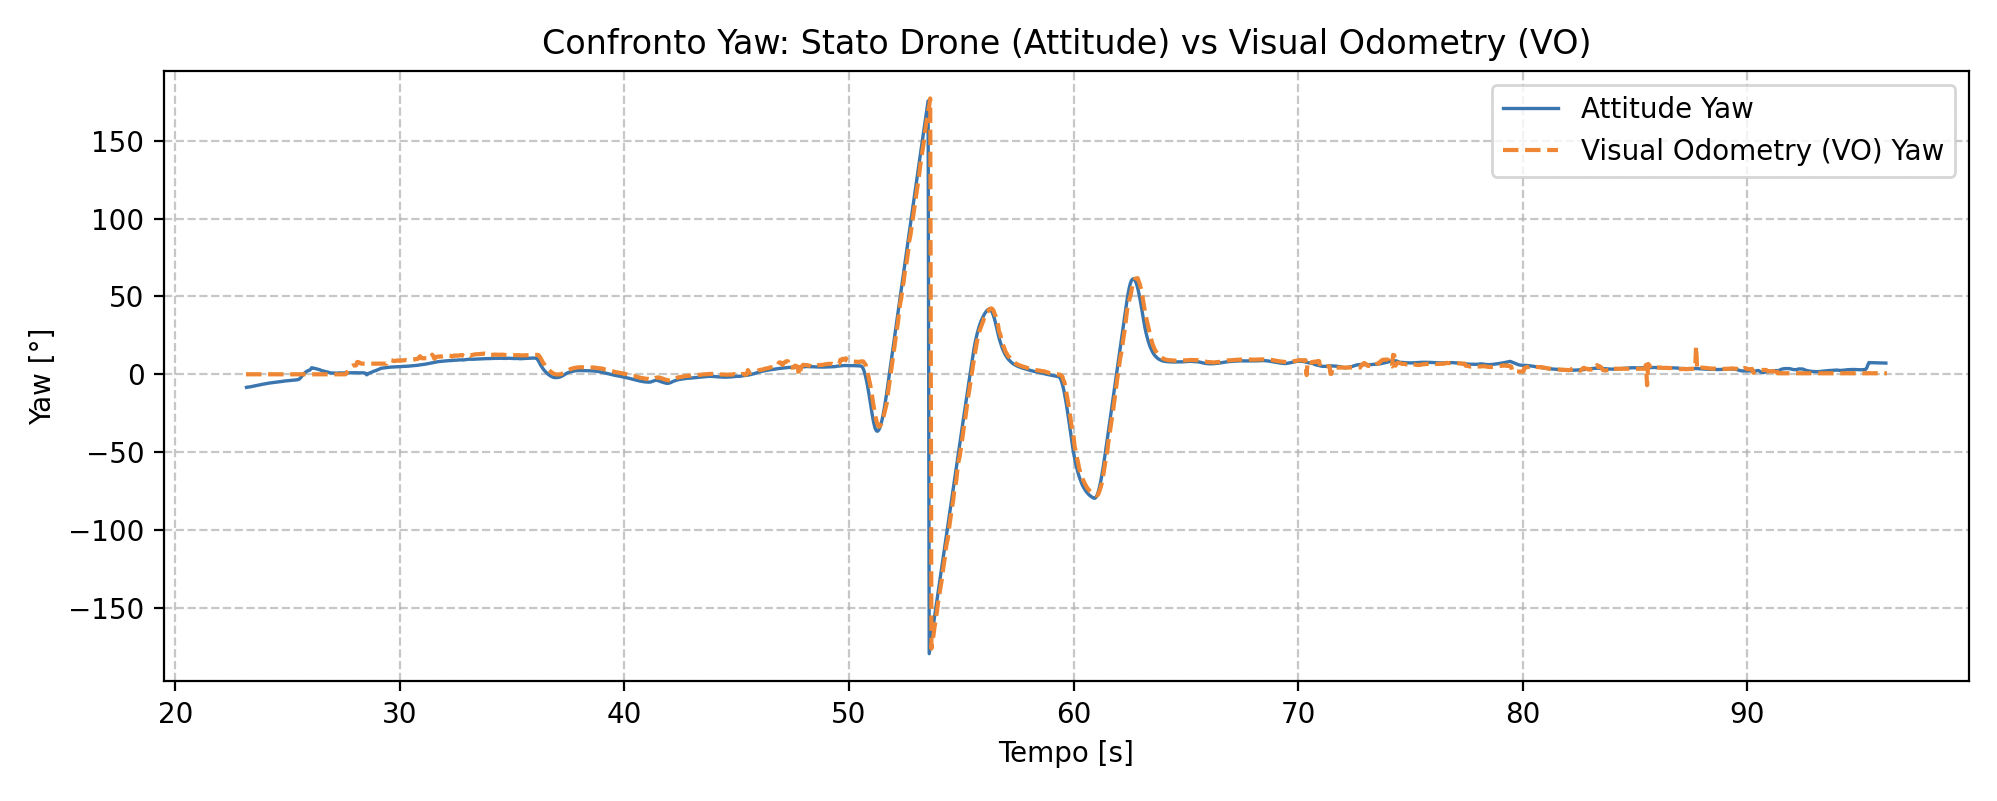 Confronto Yaw: Stato Drone (Attitude) vs Visual Odometry (VO)
Attitude Yaw
Visual Odometry (VO) Yaw
Yaw [°]
150
100
50
0
−50
−100
−150
20 30 40 50 60 70 80 90
Tempo [s]